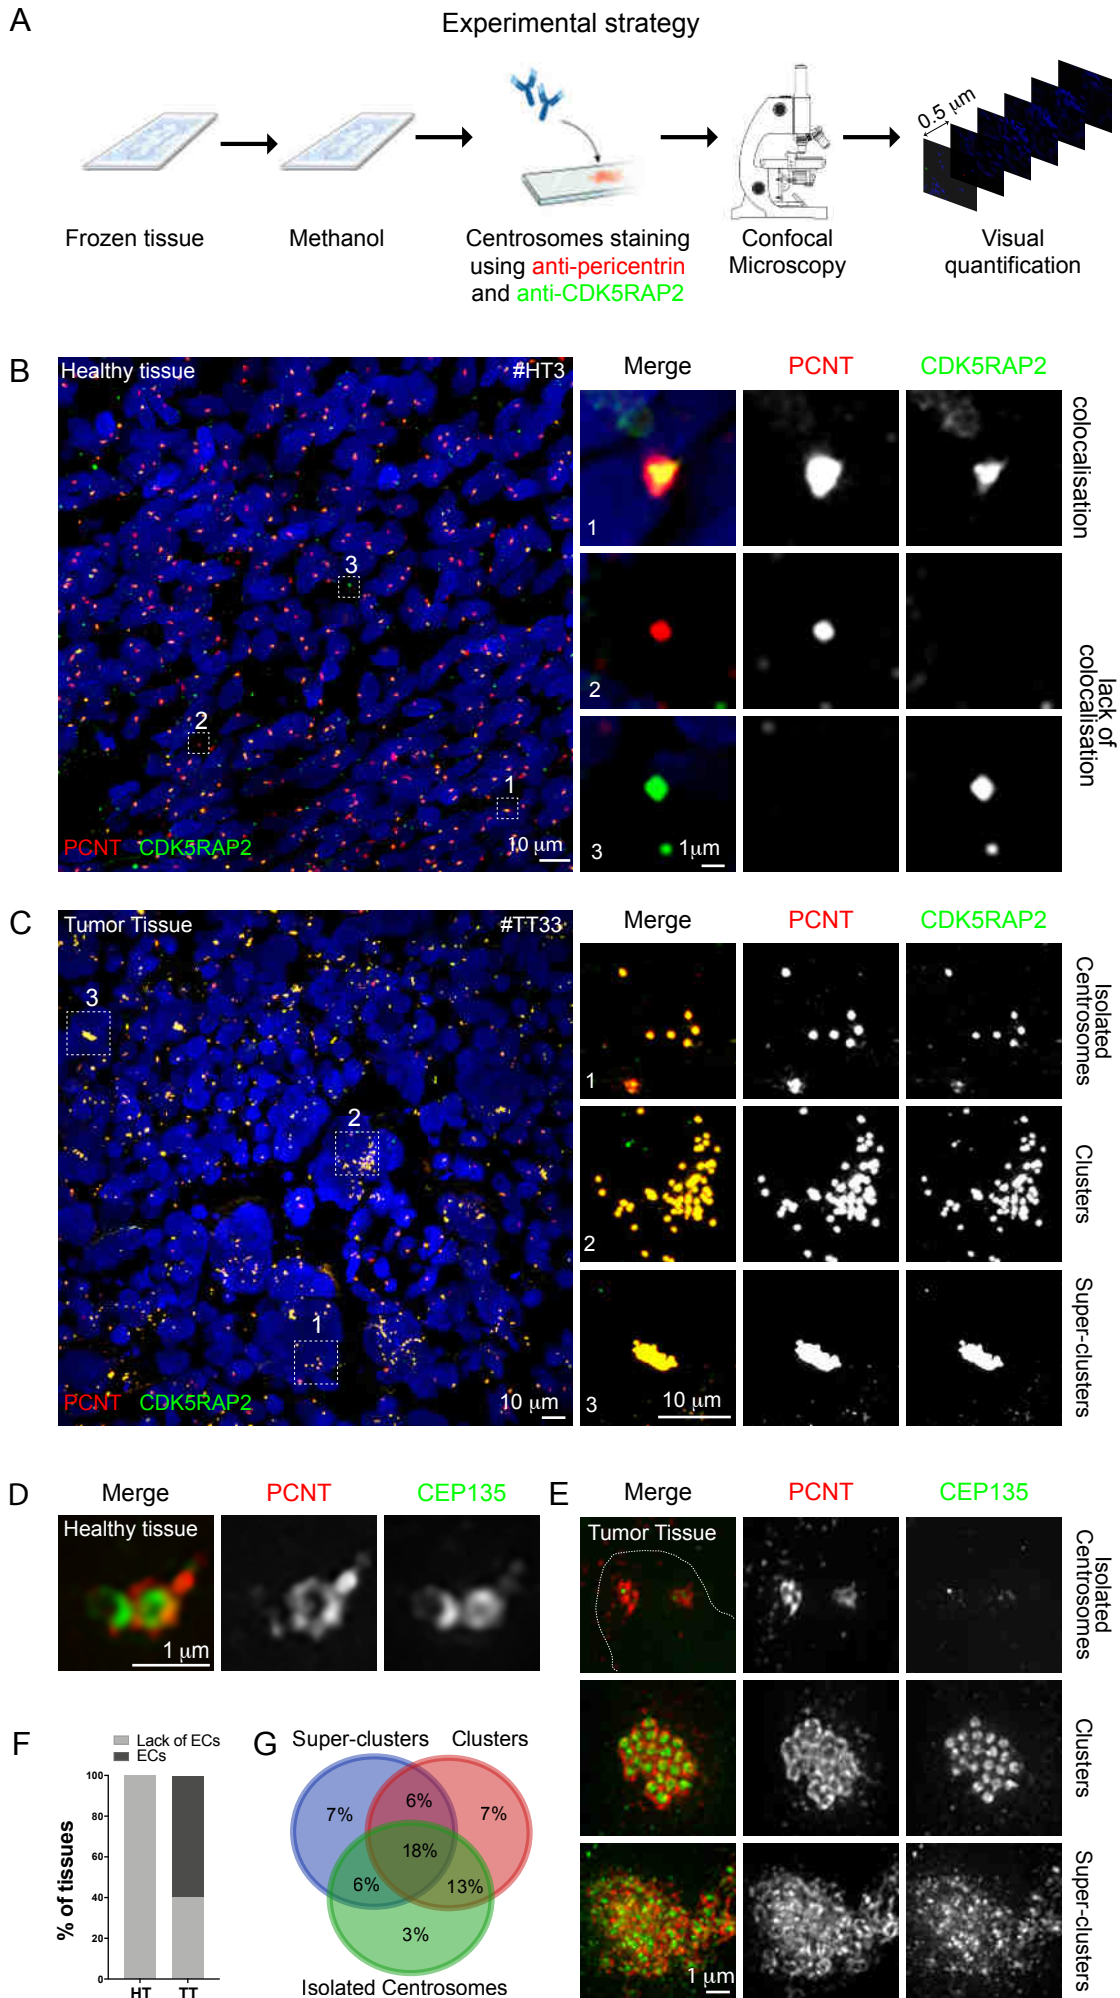 A
Experimental strategy
0.5 μm
Frozen tissue
Methanol
Centrosomes staining
using anti-pericentrin
and anti-CDK5RAP2
Confocal
Microscopy
Visual
quantification
B
Healthy tissue
#HT3
3
2
1
PCNT CDK5RAP2
10 μm
Merge
PCNT
CDK5RAP2
1
colocalisation
2
3
1μm
lack of
colocalisation
C
Tumor Tissue
#TT33
3
2
1
PCNT CDK5RAP2
10 μm
Merge
PCNT
CDK5RAP2
1
Isolated
Centrosomes
2
Clusters
3
10 μm
Super-clusters
D
Merge
PCNT
CEP135
Healthy tissue
1 μm
E
Merge
PCNT
CEP135
Tumor Tissue
Isolated
Centrosomes
Clusters
Super-clusters
1 μm
F
Lack of ECs
ECs
% of tissues
100
80
60
40
20
0
HT
TT
G
Super-clusters
Clusters
7%
6%
7%
18%
6%
13%
3%
Isolated Centrosomes